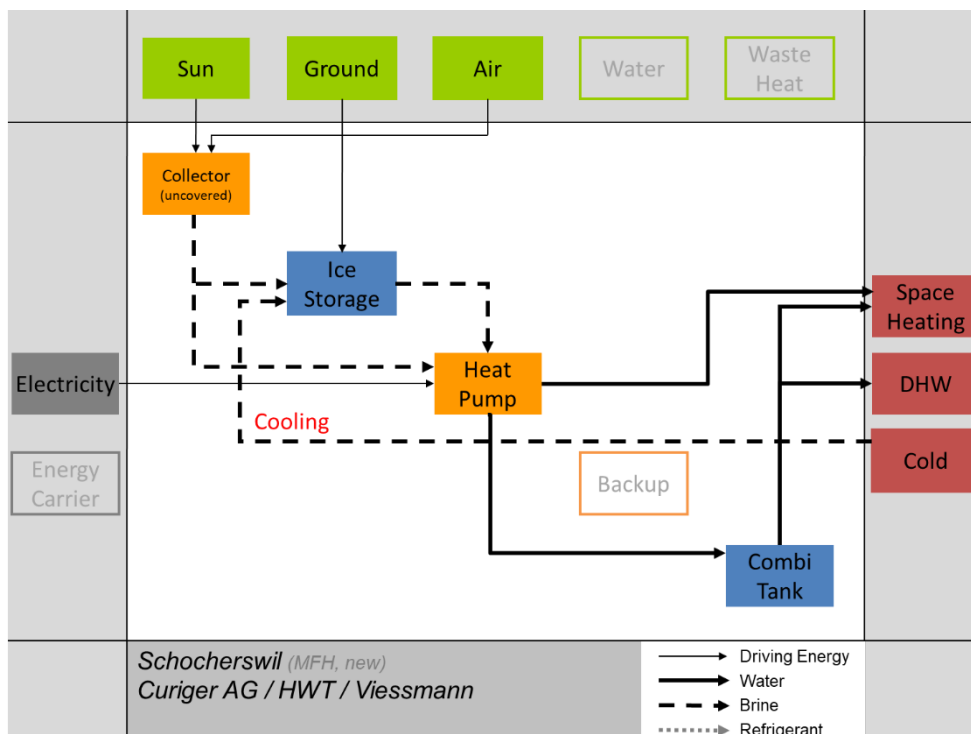 Sun
Ground
Air
Water
Waste
Heat
Collector
(uncovered)
Ice
Storage
Space
Heating
Electricity
Heat
Pump
DHW
Cooling
Cold
Energy
Carrier
Backup
Combi
Tank
Schocherswil (MFH, new)
Curiger AG / HWT / Viessmann
Driving Energy
Water
Brine
Refrigerant